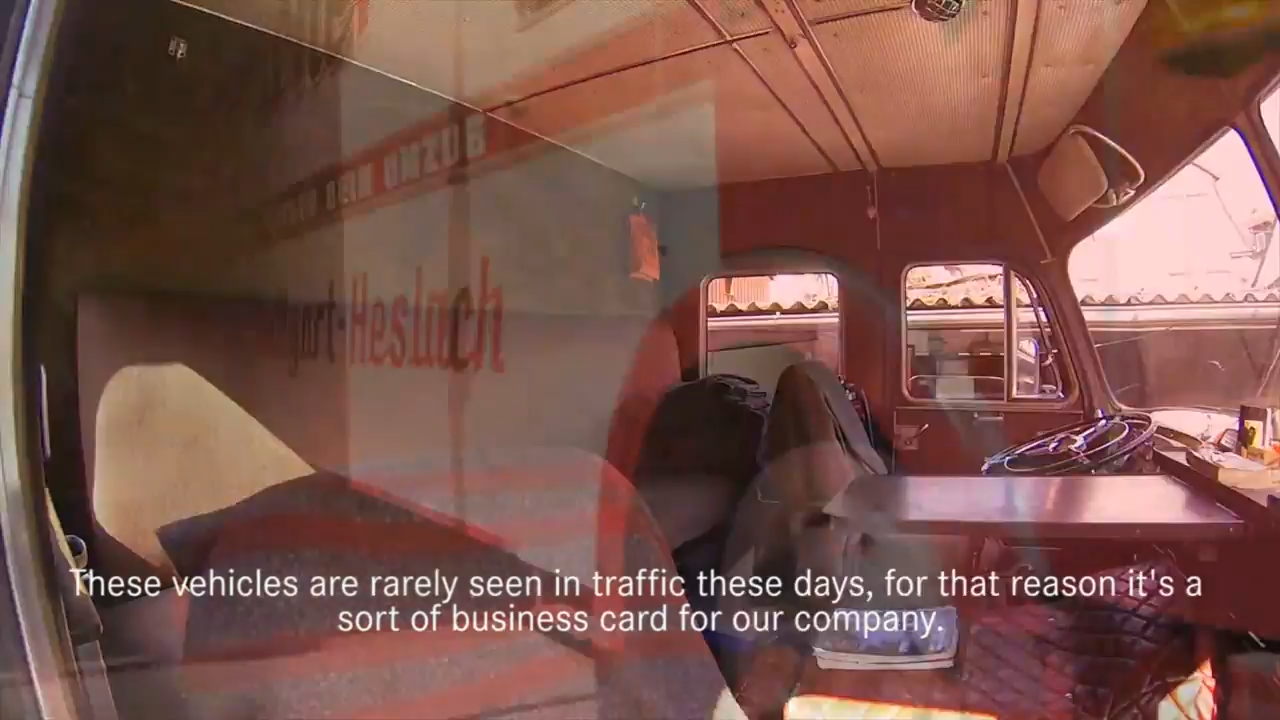 DEIN UMZUG
Heslach
These vehicles are rarely seen in traffic these days, for that reason it's a
sort of business card for our company.